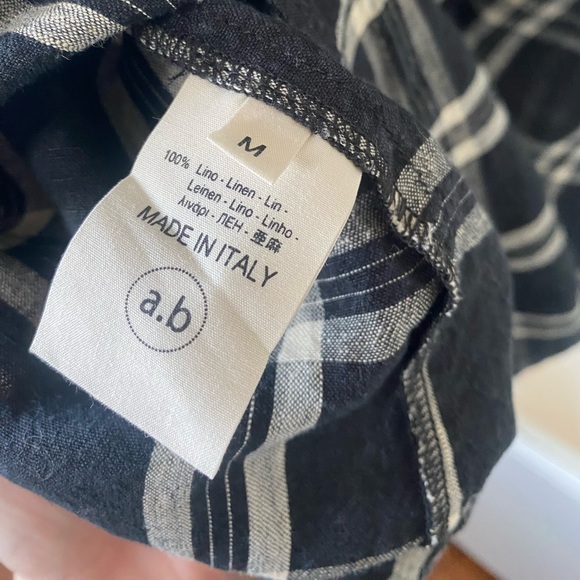 M
100% Lino - Linen - Lin -
Leinen - Lino - Linho -
λινάρι - ЛЕН - 亜麻
MADE IN ITALY
a.b